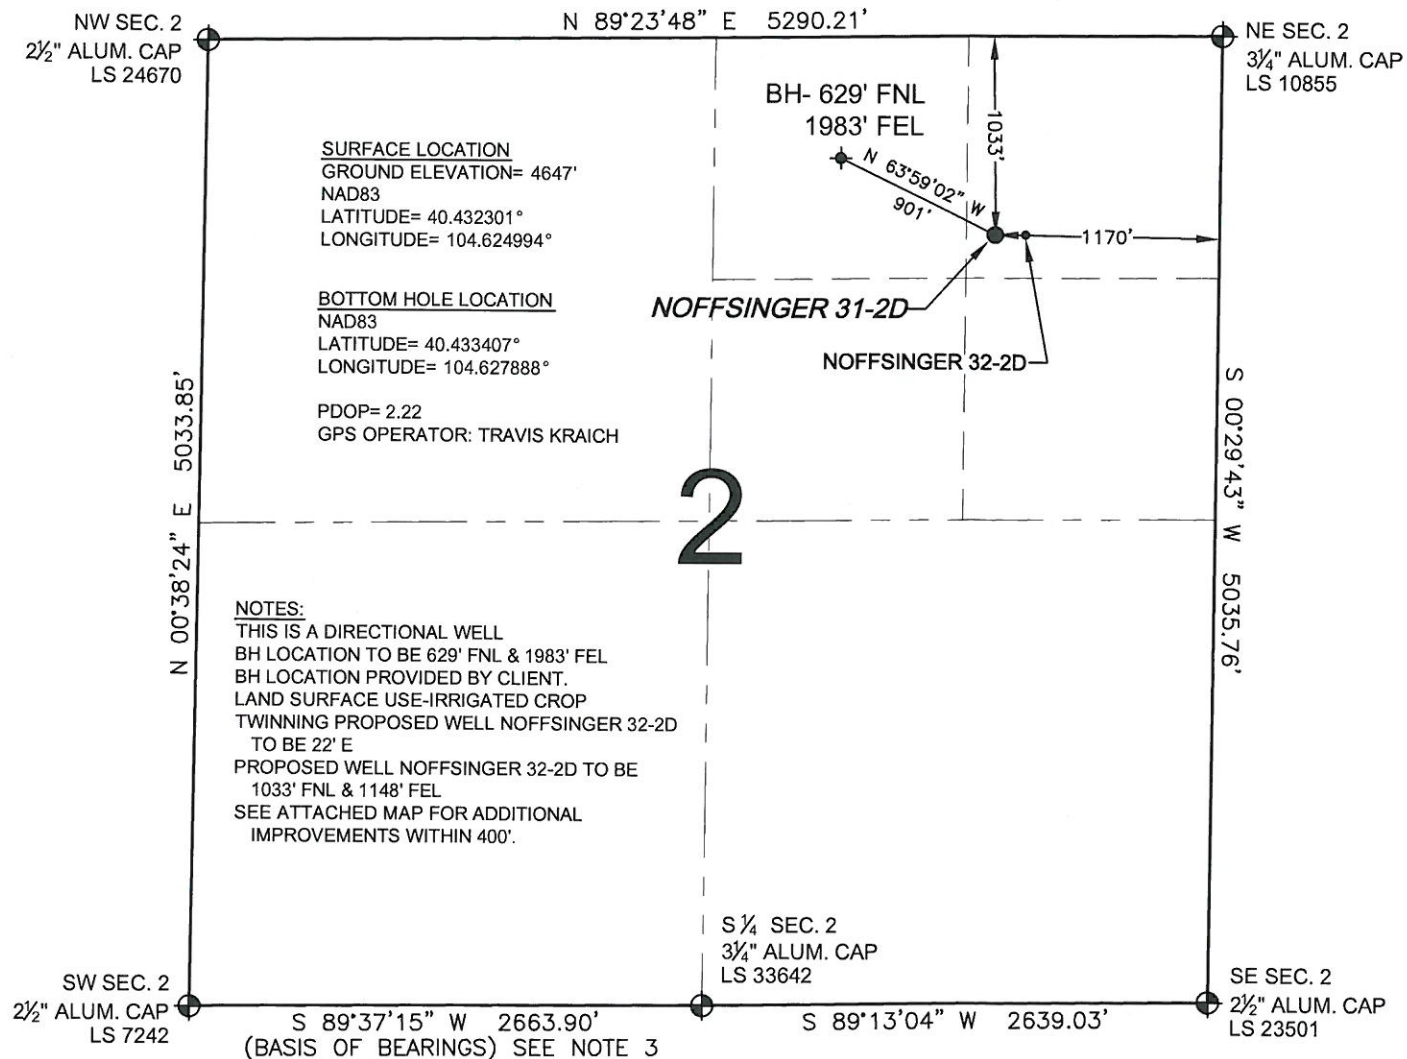 NW SEC. 2
2½" ALUM. CAP
LS 24670
N 89°23'48" E 5290.21'
NE SEC. 2
3¼" ALUM. CAP
LS 10855
BH- 629' FNL
1983' FEL
1033'
N 63°59'02" W
901'
1170'
SURFACE LOCATION
GROUND ELEVATION= 4647'
NAD83
LATITUDE= 40.432301°
LONGITUDE= 104.624994°
BOTTOM HOLE LOCATION
NAD83
LATITUDE= 40.433407°
LONGITUDE= 104.627888°
PDOP= 2.22
GPS OPERATOR: TRAVIS KRAICH
NOFFSINGER 31-2D
NOFFSINGER 32-2D
N 00°38'24" E 5033.85'
S 00°29'43" W 5035.76'
2
NOTES:
THIS IS A DIRECTIONAL WELL
BH LOCATION TO BE 629' FNL & 1983' FEL
BH LOCATION PROVIDED BY CLIENT.
LAND SURFACE USE-IRRIGATED CROP
TWINNING PROPOSED WELL NOFFSINGER 32-2D
TO BE 22' E
PROPOSED WELL NOFFSINGER 32-2D TO BE
1033' FNL & 1148' FEL
SEE ATTACHED MAP FOR ADDITIONAL
IMPROVEMENTS WITHIN 400'.
S ¼ SEC. 2
3¼" ALUM. CAP
LS 33642
SW SEC. 2
2½" ALUM. CAP
LS 7242
S 89°37'15" W 2663.90'
(BASIS OF BEARINGS) SEE NOTE 3
S 89°13'04" W 2639.03'
SE SEC. 2
2½" ALUM. CAP
LS 23501